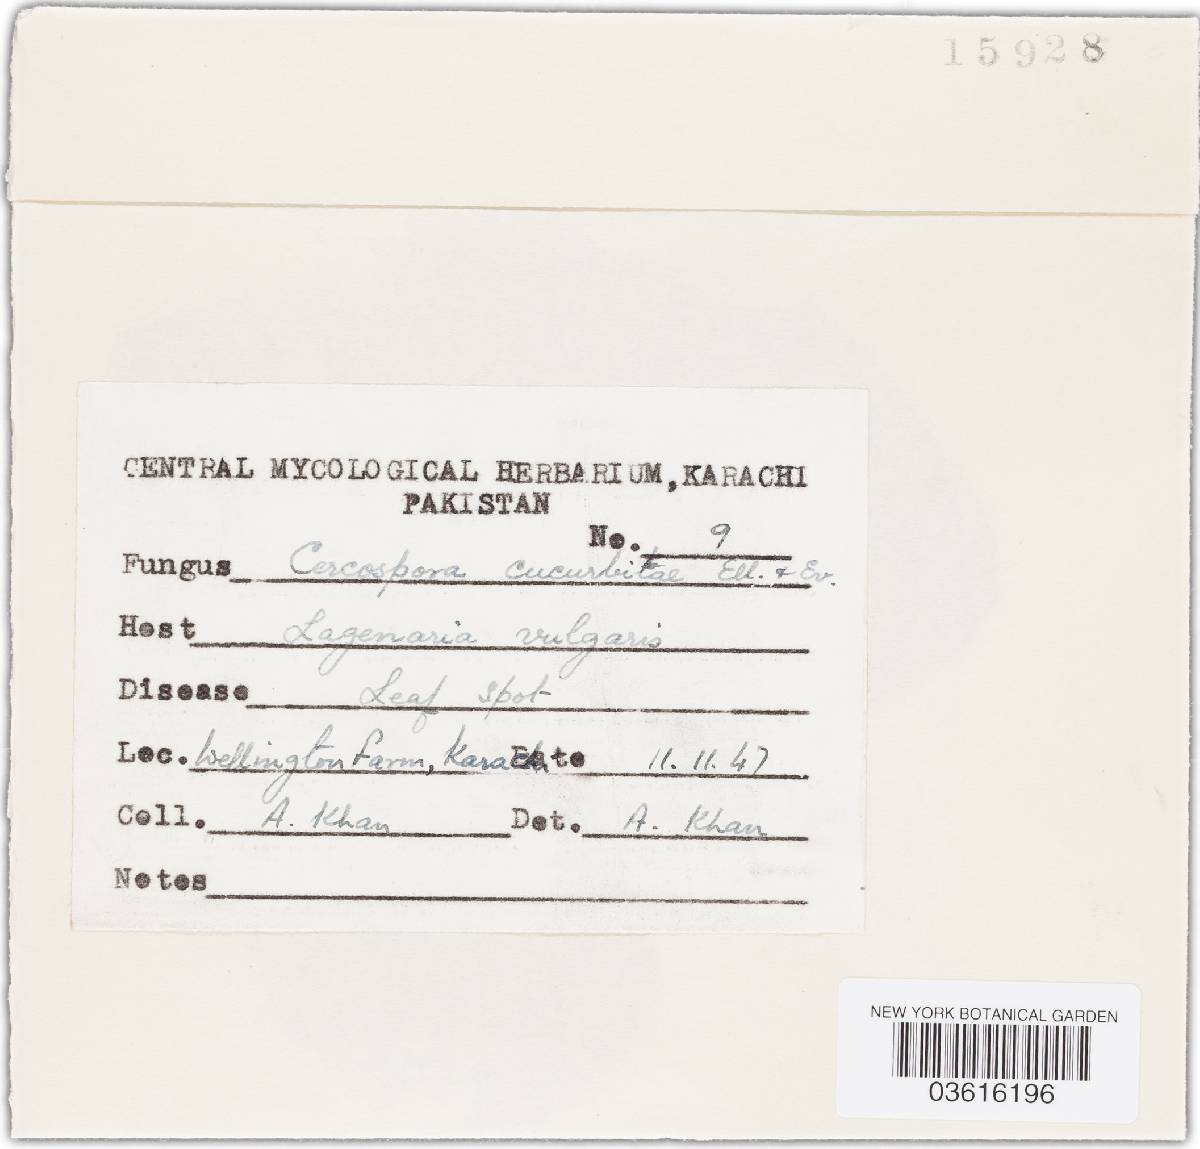 15928
CENTRAL MYCOLOGICAL HERBARIUM, KARACHI
PAKISTAN
No. 9
Fungus Cercospora cucurbitae Ell. & Ev.
Host Lagenaria vulgaris
Disease Leaf spot
Loc. Wellington Farm, Karachi Date 11. 11. 47
Coll. A. Khan Det. A. Khan
Notes
NEW YORK BOTANICAL GARDEN
03616196